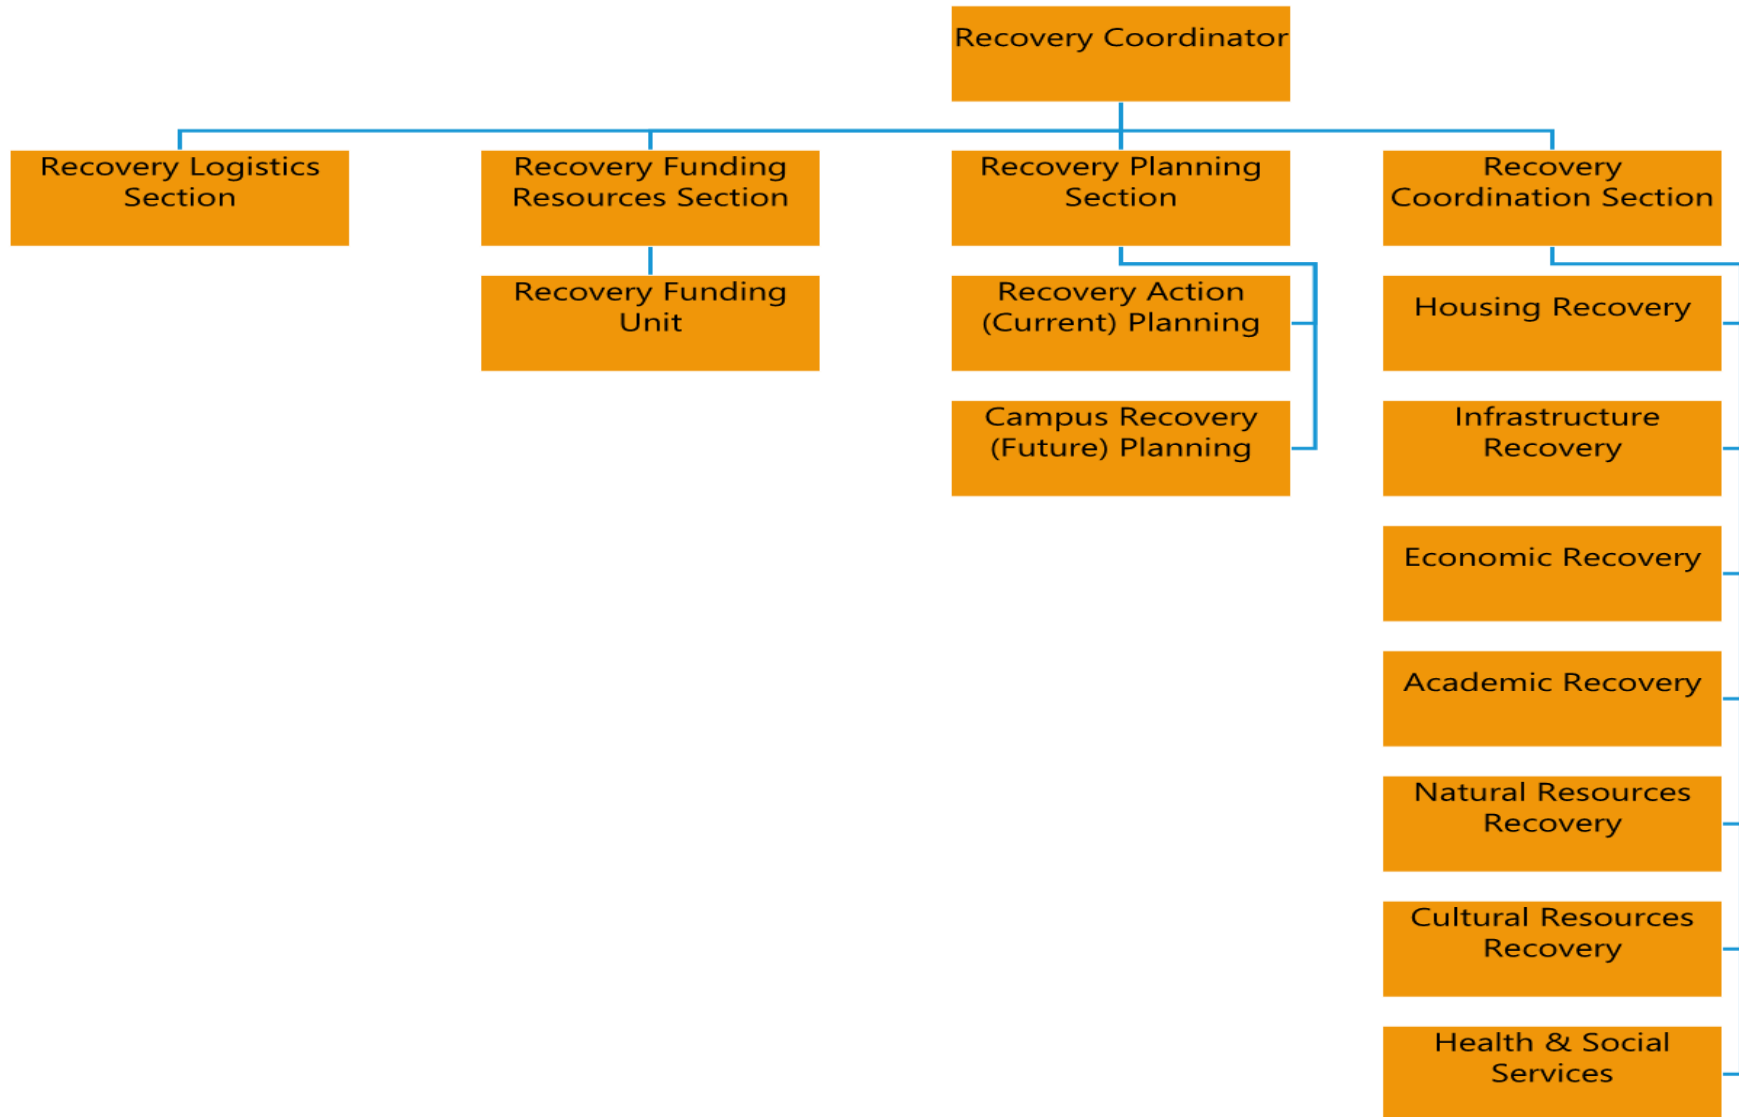 Recovery Coordinator
Recovery Logistics
Section
Recovery Funding
Resources Section
Recovery Planning
Section
Recovery
Coordination Section
Recovery Funding
Unit
Recovery Action
(Current) Planning
Campus Recovery
(Future) Planning
Housing Recovery
Infrastructure
Recovery
Economic Recovery
Academic Recovery
Natural Resources
Recovery
Cultural Resources
Recovery
Health & Social
Services